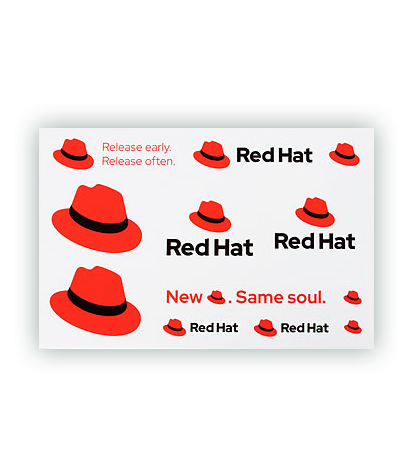 Release early.
Release often.
Red Hat
Red Hat
Red Hat
New . Same soul.
Red Hat
Red Hat